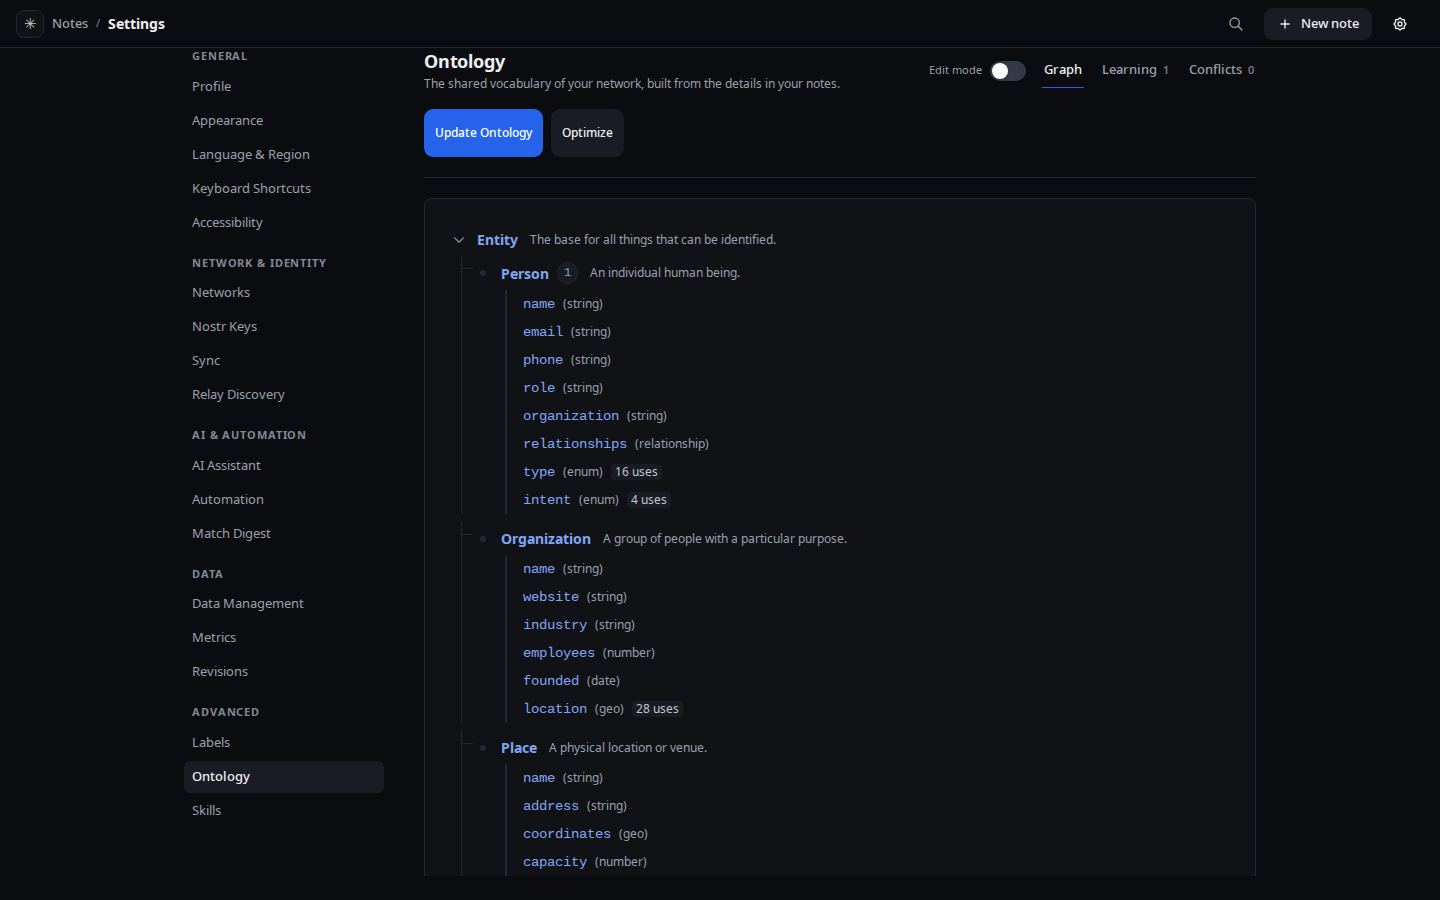 Notes / Settings
New note
GENERAL
Profile
Appearance
Language & Region
Keyboard Shortcuts
Accessibility
NETWORK & IDENTITY
Networks
Nostr Keys
Sync
Relay Discovery
AI & AUTOMATION
AI Assistant
Automation
Match Digest
DATA
Data Management
Metrics
Revisions
ADVANCED
Labels
Ontology
Skills
Ontology
The shared vocabulary of your network, built from the details in your notes.
Edit mode
Graph
Learning 1
Conflicts 0
Update Ontology
Optimize
Entity The base for all things that can be identified.
Person 1 An individual human being.
name (string)
email (string)
phone (string)
role (string)
organization (string)
relationships (relationship)
type (enum) 16 uses
intent (enum) 4 uses
Organization A group of people with a particular purpose.
name (string)
website (string)
industry (string)
employees (number)
founded (date)
location (geo) 28 uses
Place A physical location or venue.
name (string)
address (string)
coordinates (geo)
capacity (number)